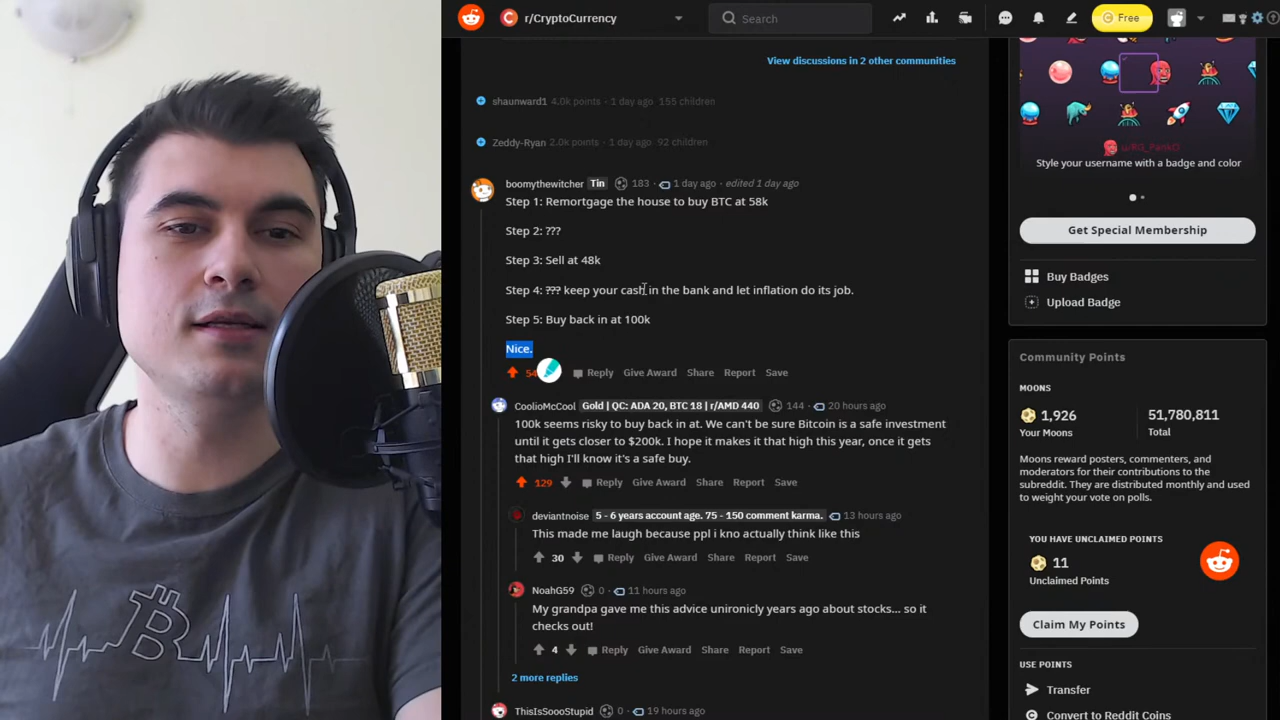 r/CryptoCurrency
Search
Free
View discussions in 2 other communities
shaunward1 4.0k points · 1 day ago 155 children
Zeddy-Ryan 2.0k points · 1 day ago 92 children
boomythewitcher Tin 183 · 1 day ago · edited 1 day ago
Step 1: Remortgage the house to buy BTC at 58k
Step 2: ???
Step 3: Sell at 48k
Step 4: ??? keep your cash in the bank and let inflation do its job.
Step 5: Buy back in at 100k
Nice.
Reply Give Award Share Report Save
CoolioMcCool Gold | QC: ADA 20, BTC 18 | r/AMD 440 144 · 20 hours ago
100k seems risky to buy back in at. We can't be sure Bitcoin is a safe investment
until it gets closer to $200k. I hope it makes it that high this year, once it gets
that high I'll know it's a safe buy.
129 Reply Give Award Share Report Save
deviantnoise 5 - 6 years account age. 75 - 150 comment karma. 13 hours ago
This made me laugh because ppl i kno actually think like this
30 Reply Give Award Share Report Save
NoahG59 0 · 11 hours ago
My grandpa gave me this advice unironicly years ago about stocks... so it
checks out!
4 Reply Give Award Share Report Save
2 more replies
ThisIsSoooStupid 0 · 19 hours ago
Style your username with a badge and color
Get Special Membership
Buy Badges
Upload Badge
Community Points
MOONS
1,926 51,780,811
Your Moons Total
Moons reward posters, commenters, and
moderators for their contributions to the
subreddit. They are distributed monthly and used
to weight your vote on polls.
YOU HAVE UNCLAIMED POINTS
11
Unclaimed Points
Claim My Points
USE POINTS
Transfer
Convert to Reddit Coins